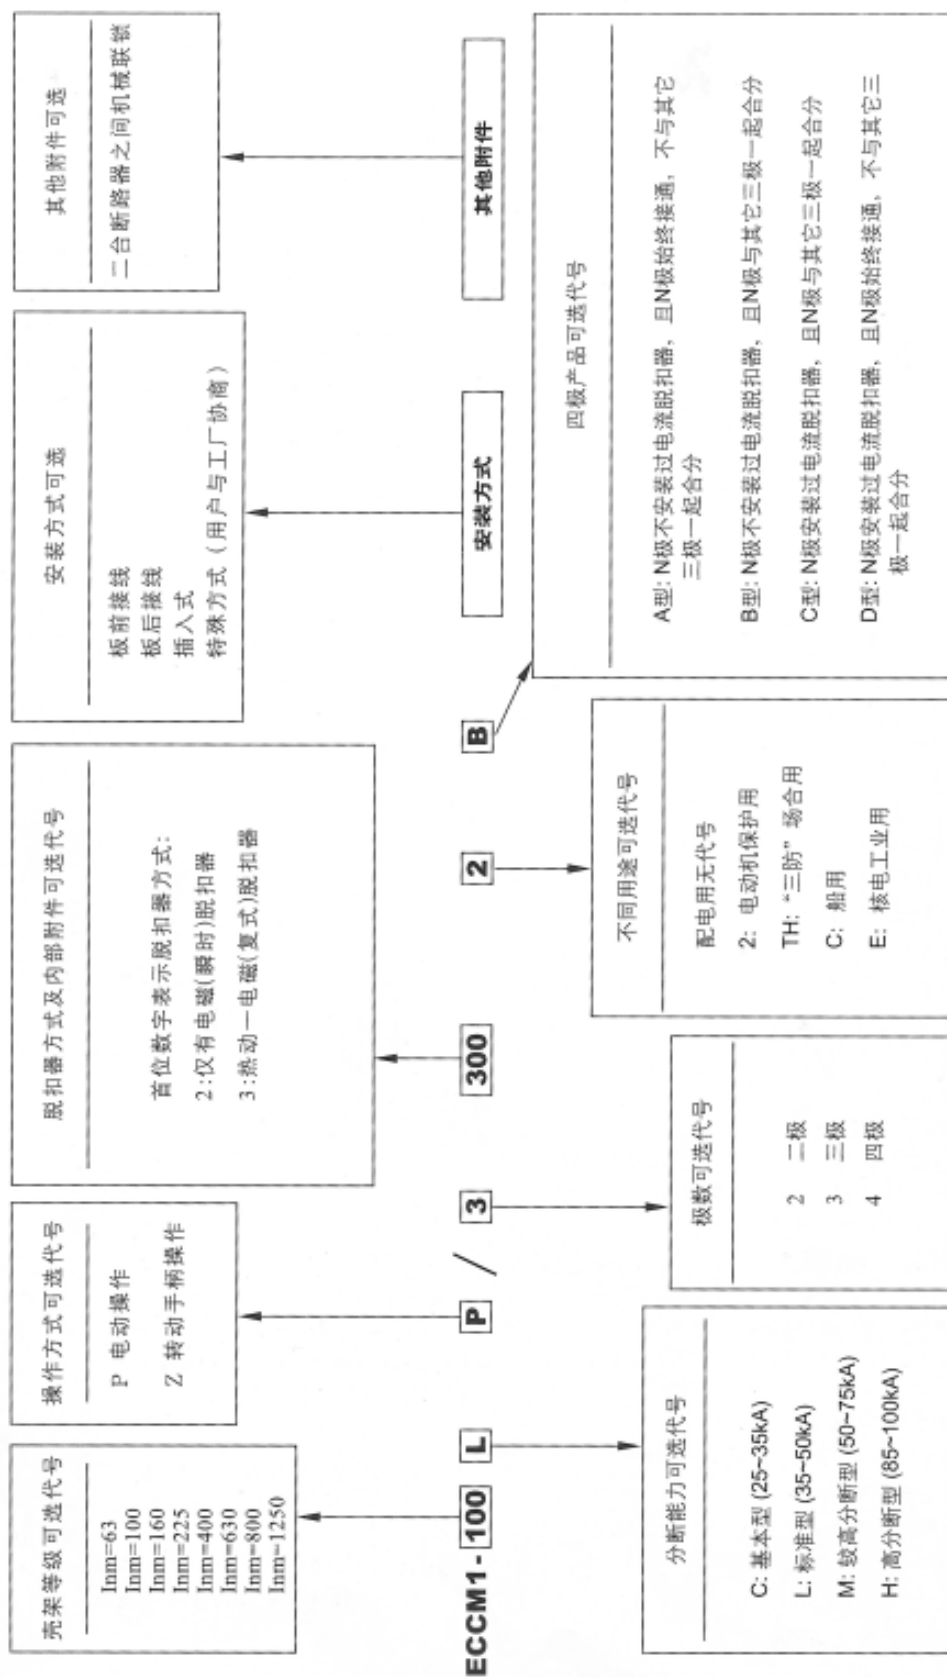 壳架等级可选代号
Inm=63
Inm=100
Inm=160
Inm=225
Inm=400
Inm=630
Inm=800
Inm=1250
操作方式可选代号
P 电动操作
Z 转动手柄操作
脱扣器方式及内部附件可选代号
首位数字表示脱扣器方式:
2:仅有电磁(瞬时)脱扣器
3:热动一电磁(复式)脱扣器
安装方式可选
板前接线
板后接线
插入式
特殊方式(用户与工厂协商)
其他附件可选
二台断路器之间机械联锁
ECCM1-100 L P / 3 300 2 B 安装方式 其他附件
分断能力可选代号
C: 基本型 (25~35kA)
L: 标准型 (35~50kA)
M: 较高分断型 (50~75kA)
H: 高分断型 (85~100kA)
极数可选代号
2 二极
3 三极
4 四极
不同用途可选代号
配电用无代号
2: 电动机保护用
TH: “三防” 场合用
C: 船用
E: 核电工业用
四极产品可选代号
A型: N极不安装过电流脱扣器, 且N极始终接通, 不与其它
三极一起合分
B型: N极不安装过电流脱扣器, 且N极与其它三极一起合分
C型: N极安装过电流脱扣器, 且N极与其它三极一起合分
D型: N极安装过电流脱扣器, 且N极始终接通, 不与其它三
极一起合分